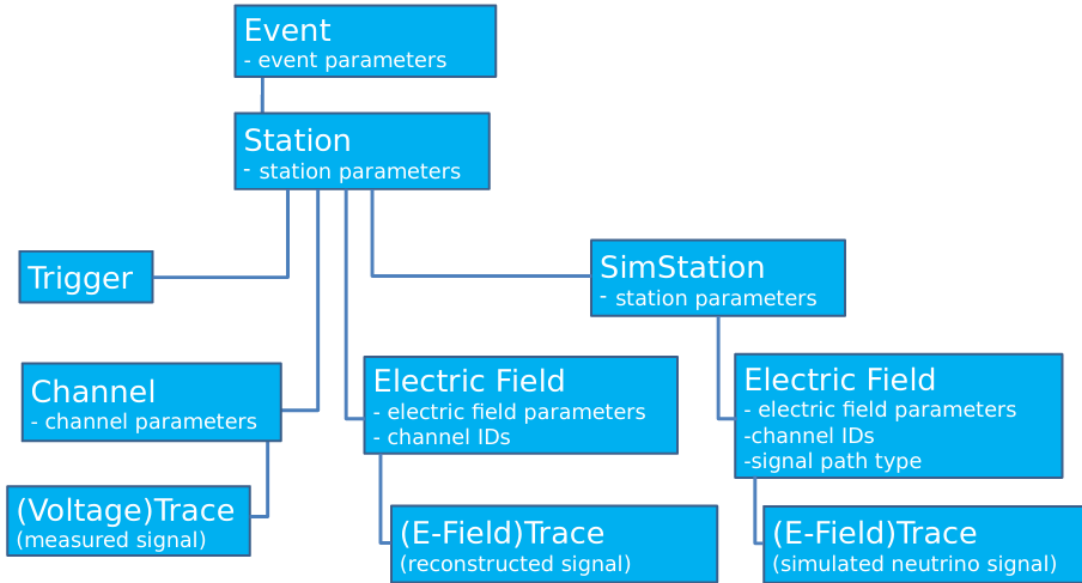 Event
- event parameters
Station
- station parameters
Trigger
SimStation
- station parameters
Channel
- channel parameters
Electric Field
- electric field parameters
- channel IDs
Electric Field
- electric field parameters
-channel IDs
-signal path type
(Voltage)Trace
(measured signal)
(E-Field)Trace
(reconstructed signal)
(E-Field)Trace
(simulated neutrino signal)